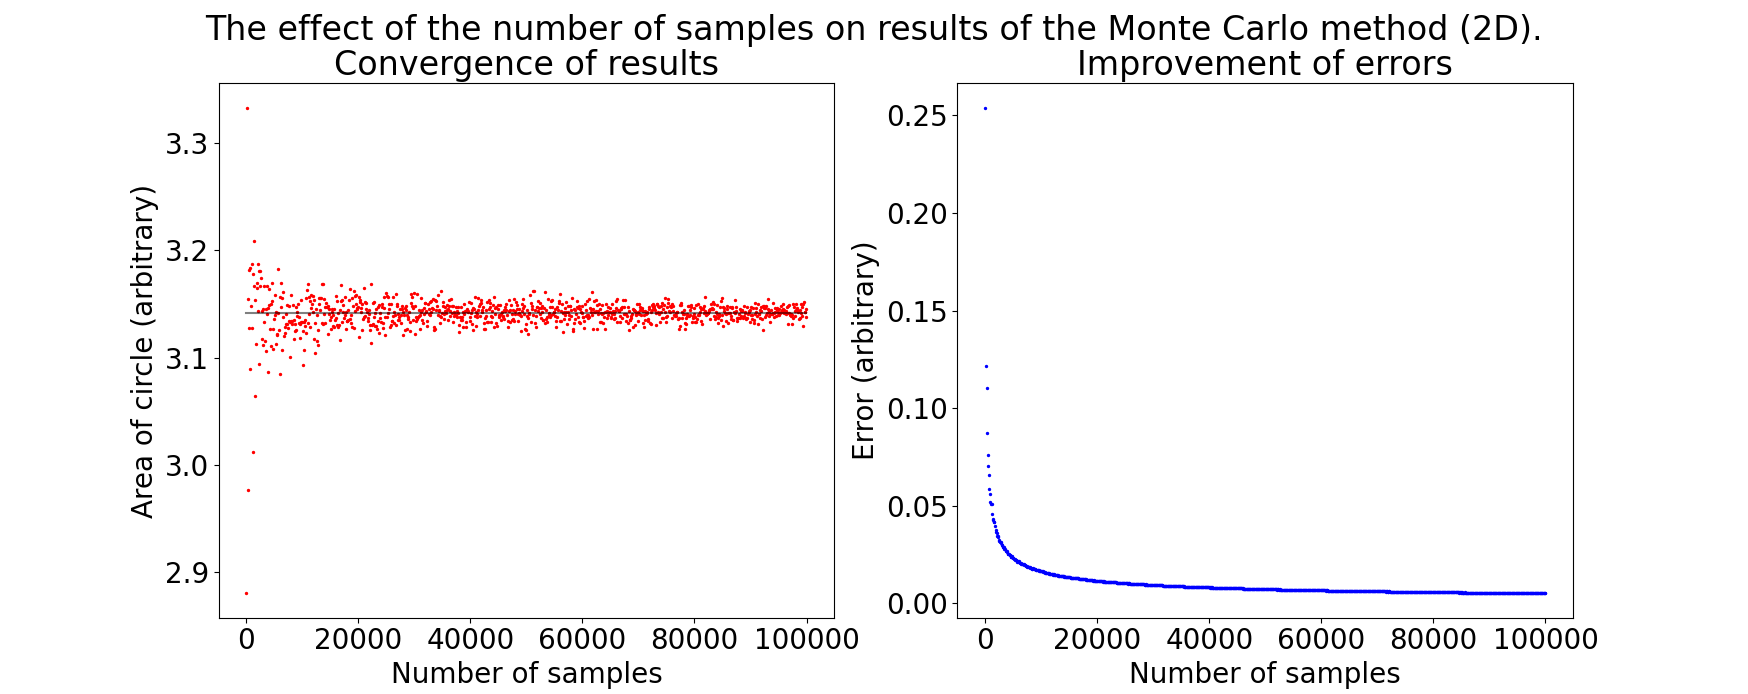 The effect of the number of samples on results of the Monte Carlo method (2D).
Convergence of results
Area of circle (arbitrary)
3.3
3.2
3.1
3.0
2.9
0 20000 40000 60000 80000 100000
Number of samples
Improvement of errors
Error (arbitrary)
0.25
0.20
0.15
0.10
0.05
0.00
0 20000 40000 60000 80000 100000
Number of samples